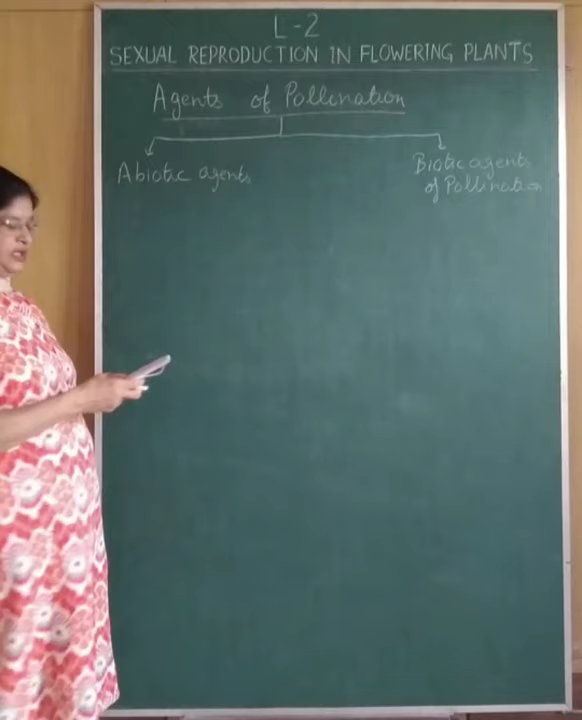 L-2
SEXUAL REPRODUCTION IN FLOWERING PLANTS
Agents of Pollination
Abiotic agents
Biotic agents
of Pollination